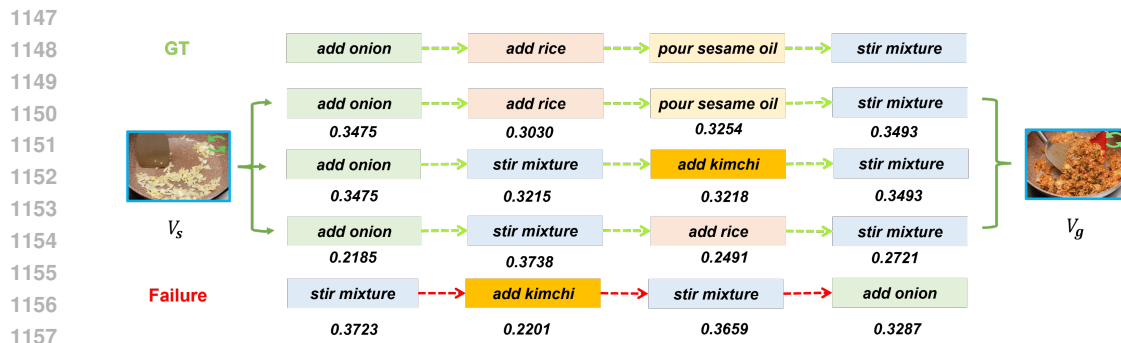 1147
1148
GT
add onion
add rice
pour sesame oil
stir mixture
1149
1150
add onion
add rice
pour sesame oil
stir mixture
0.3475
0.3030
0.3254
0.3493
1151
1152
add onion
stir mixture
add kimchi
stir mixture
0.3475
0.3215
0.3218
0.3493
1153
Vs
Vg
1154
add onion
stir mixture
add rice
stir mixture
0.2185
0.3738
0.2491
0.2721
1155
1156
Failure
stir mixture
add kimchi
stir mixture
add onion
1157
0.3723
0.2201
0.3659
0.3287